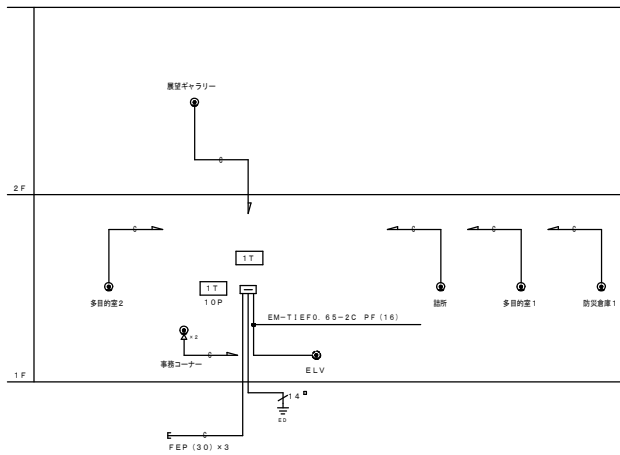 展望ギャラリー
C
2F
C
C
C
C
1T
多目的室2
1T
10P
詰所
多目的室1
防災倉庫1
EM-TIEF0.65-2C PF(16)
×2
C
事務コーナー
ELV
1F
14□
ED
C
FEP(30)×3